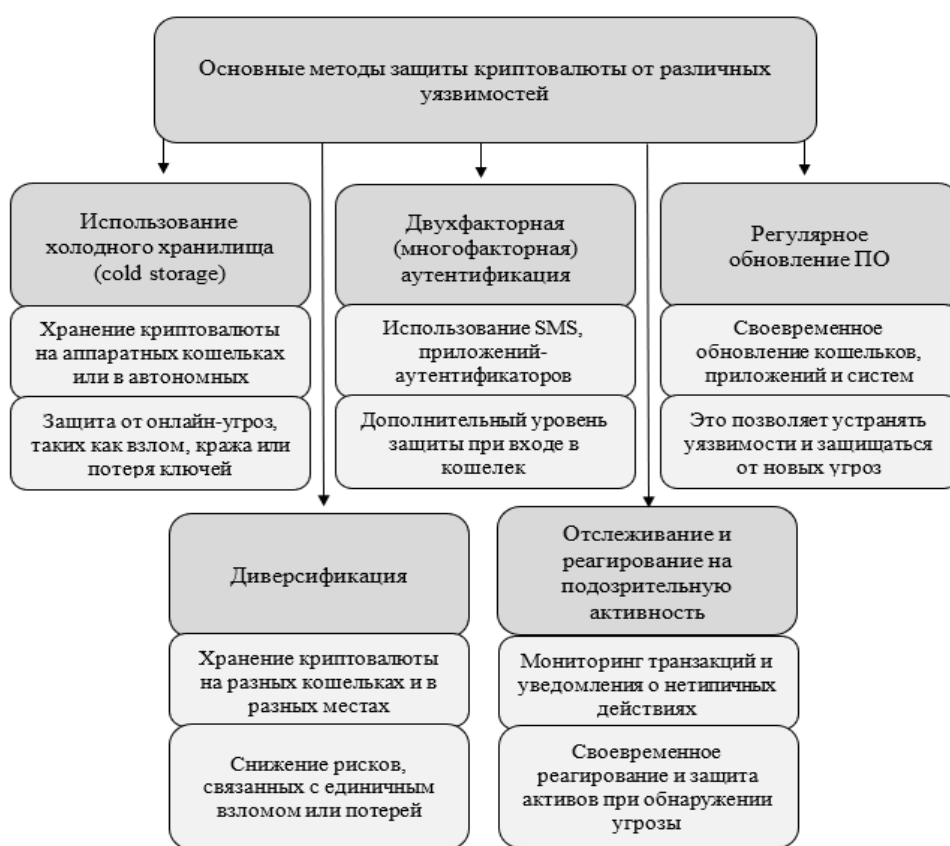 Основные методы защиты криптовалюты от различных
уязвимостей
Использование
холодного хранилища
(cold storage)
Хранение криптовалюты
на аппаратных кошельках
или в автономных
Защита от онлайн-угроз,
таких как взлом, кража или
потеря ключей
Двухфакторная
(многофакторная)
аутентификация
Использование SMS,
приложений-
аутентификаторов
Дополнительный уровень
защиты при входе в
кошелек
Регулярное
обновление ПО
Своевременное
обновление кошельков,
приложений и систем
Это позволяет устранять
уязвимости и защищаться
от новых угроз
Диверсификация
Хранение криптовалюты
на разных кошельках и в
разных местах
Снижение рисков,
связанных с единичным
взломом или потерей
Отслеживание и
реагирование на
подозрительную
активность
Мониторинг транзакций и
уведомления о нетипичных
действиях
Своевременное
реагирование и защита
активов при обнаружении
угрозы